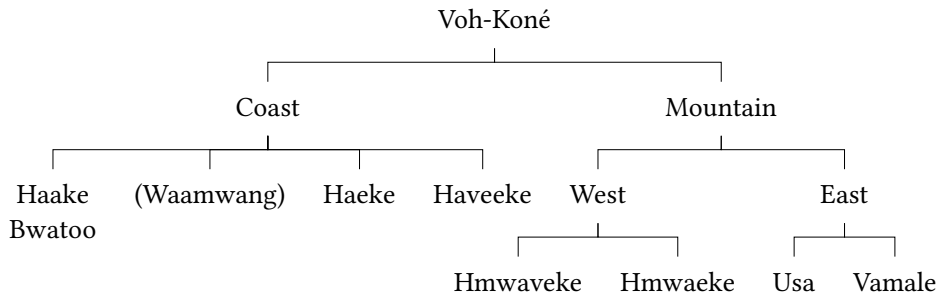 Voh-Koné
Coast Mountain
Haake (Waamwang) Haeke Haveeke West East
Bwatoo
Hmwaveke Hmwaeke Usa Vamale